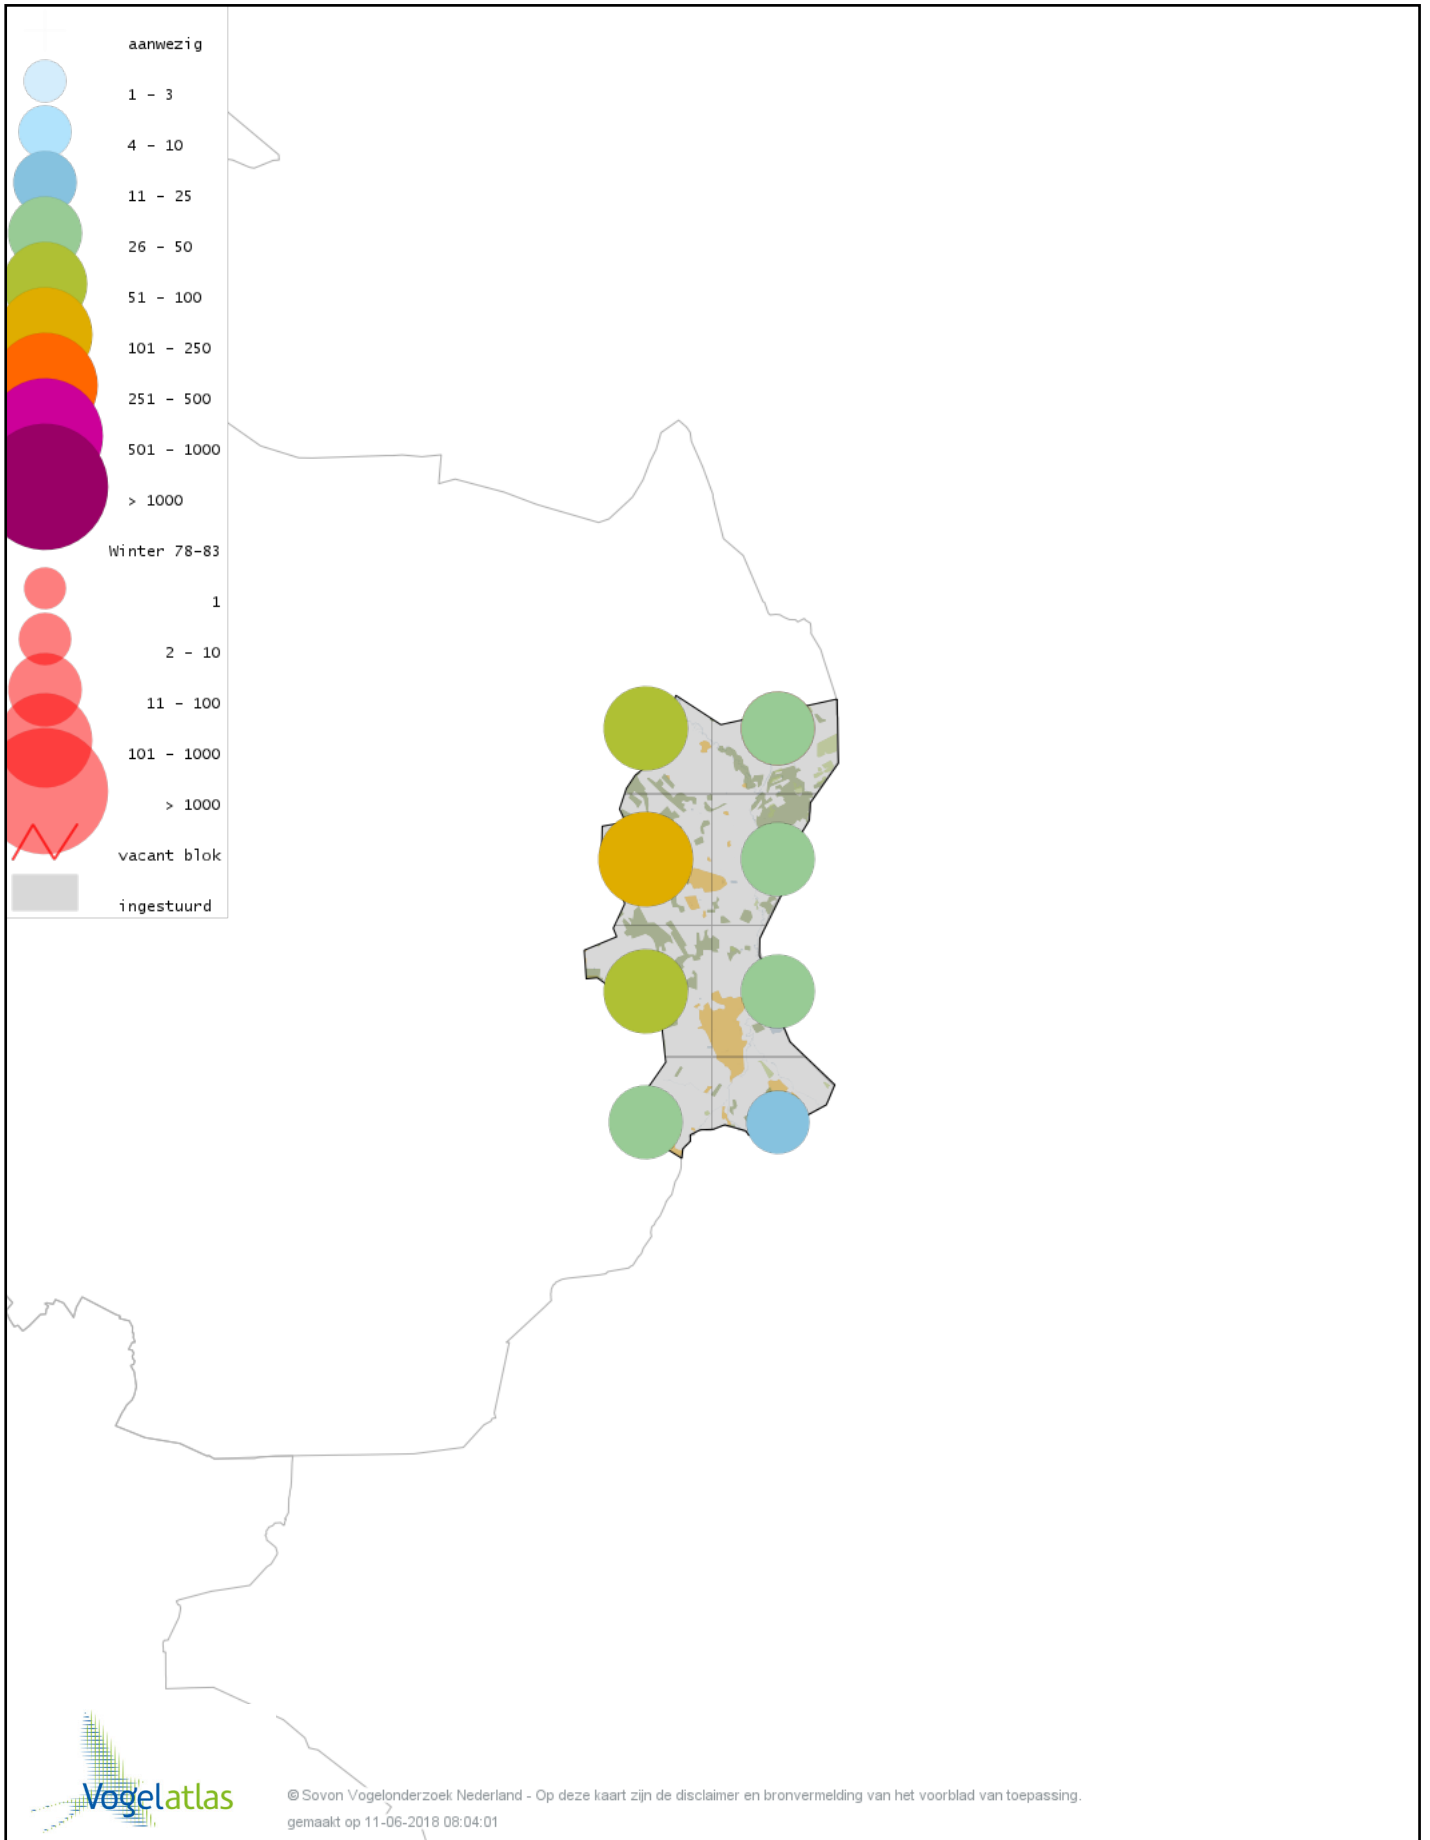 aanwezig
1 - 3
4 - 10
11 - 25
26 - 50
51 - 100
101 - 250
251 - 500
501 - 1000
> 1000
Winter 78-83
1
2 - 10
11 - 100
101 - 1000
> 1000
vacant blok
ingestuurd
Vogelatlas
© Sovon Vogelonderzoek Nederland - Op deze kaart zijn de disclaimer en bronvermelding van het voorblad van toepassing.
gemaakt op 11-06-2018 08:04:01